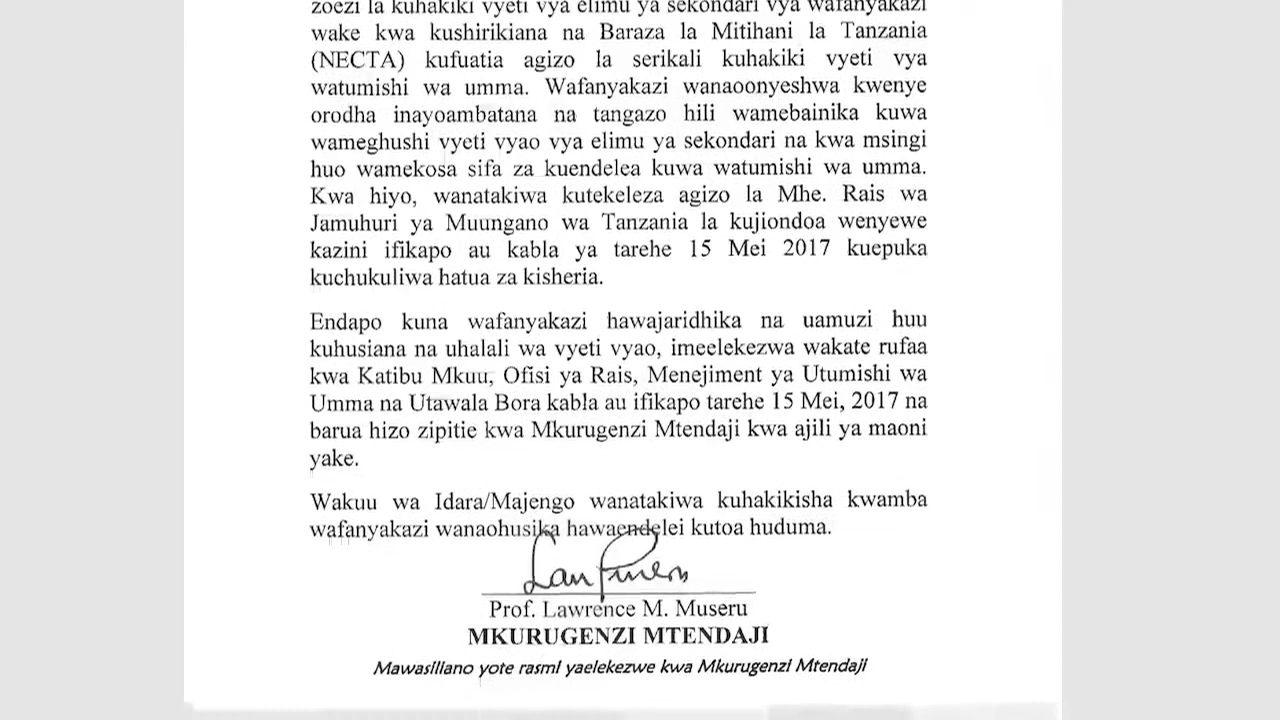 zoezi la kuhakiki vyeti vya elimu ya sekondari vya wafanyakazi
wake kwa kushirikiana na Baraza la Mitihani la Tanzania
(NECTA) kufuatia agizo la serikali kuhakiki vyeti vya
watumishi wa umma. Wafanyakazi wanaoonyeshwa kwenye
orodha inayoambatana na tangazo hili wamebainika kuwa
wameghushi vyeti vyao vya elimu ya sekondari na kwa msingi
huo wamekosa sifa za kuendelea kuwa watumishi wa umma.
Kwa hiyo, wanatakiwa kutekeleza agizo la Mhe. Rais wa
Jamuhuri ya Muungano wa Tanzania la kujiondoa wenyewe
kazini ifikapo au kabla ya tarehe 15 Mei 2017 kuepuka
kuchukuliwa hatua za kisheria.
Endapo kuna wafanyakazi hawajaridhika na uamuzi huu
kuhusiana na uhalali wa vyeti vyao, imeelekezwa wakate rufaa
kwa Katibu Mkuu, Ofisi ya Rais, Menejiment ya Utumishi wa
Umma na Utawala Bora kabla au ifikapo tarehe 15 Mei, 2017 na
barua hizo zipitie kwa Mkurugenzi Mtendaji kwa ajili ya maoni
yake.
Wakuu wa Idara/Majengo wanatakiwa kuhakikisha kwamba
wafanyakazi wanaohusika hawaendelei kutoa huduma.
Prof. Lawrence M. Museru
MKURUGENZI MTENDAJI
Mawasiliano yote rasmi yaelekezwe kwa Mkurugenzi Mtendaji